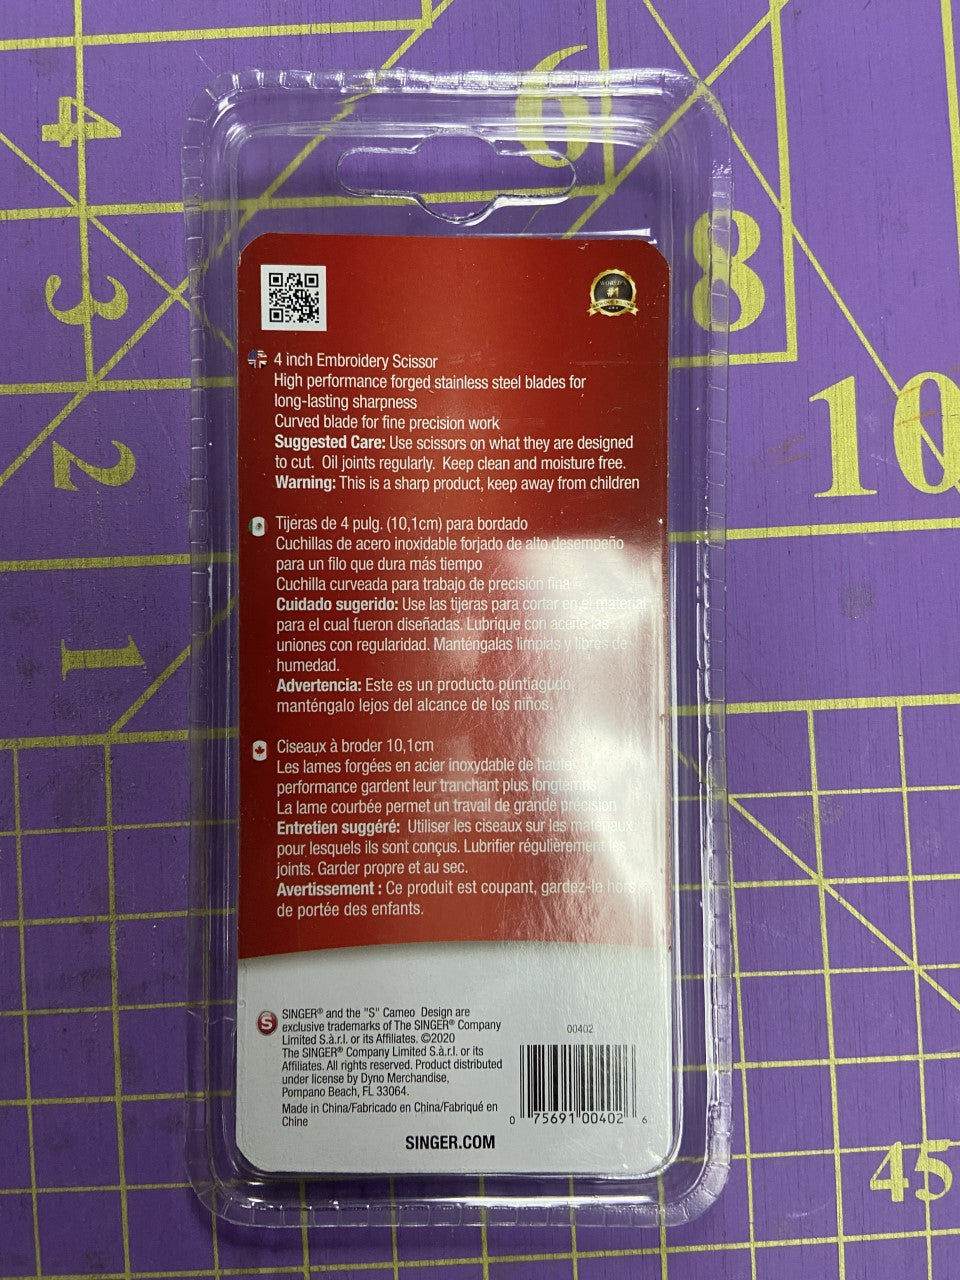 4
6
3
8
10
2
1
45
WORLD'S
#1
4 inch Embroidery Scissor
High performance forged stainless steel blades for
long-lasting sharpness
Curved blade for fine precision work
Suggested Care: Use scissors on what they are designed
to cut. Oil joints regularly. Keep clean and moisture free.
Warning: This is a sharp product, keep away from children
Tijeras de 4 pulg. (10,1cm) para bordado
Cuchillas de acero inoxidable forjado de alto desempeño
para un filo que dura más tiempo
Cuchilla curveada para trabajo de precisión fina
Cuidado sugerido: Use las tijeras para cortar en el material
para el cual fueron diseñadas. Lubrique con aceite las
uniones con regularidad. Manténgalas limpias y libres de
humedad.
Advertencia: Este es un producto puntiagudo,
manténgalo lejos del alcance de los niños.
Ciseaux à broder 10,1cm
Les lames forgées en acier inoxydable de haute
performance gardent leur tranchant plus longtemps
La lame courbée permet un travail de grande précision
Entretien suggéré: Utiliser les ciseaux sur les matériaux
pour lesquels ils sont conçus. Lubrifier régulièrement les
joints. Garder propre et au sec.
Avertissement : Ce produit est coupant, gardez-le hors
de portée des enfants.
S
SINGER® and the "S" Cameo Design are
exclusive trademarks of The SINGER® Company
Limited S.à.r.l. or its Affiliates. ©2020
The SINGER® Company Limited S.à.r.l. or its
Affiliates. All rights reserved. Product distributed
under license by Dyno Merchandise,
Pompano Beach, FL 33064.
Made in China/Fabricado en China/Fabriqué en
Chine
00402
0 75691 00402 6
SINGER.COM